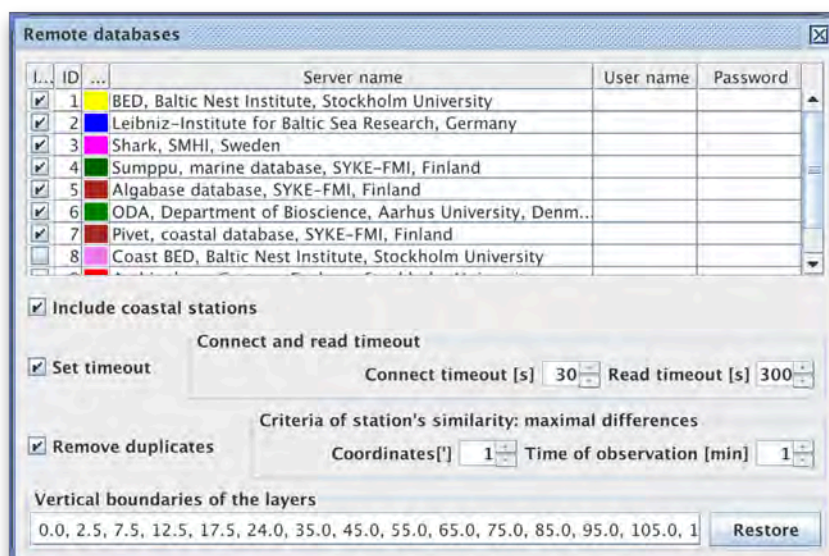 Remote databases
I... ID ... Server name User name Password
1 BED, Baltic Nest Institute, Stockholm University
2 Leibniz-Institute for Baltic Sea Research, Germany
3 Shark, SMHI, Sweden
4 Sumppu, marine database, SYKE-FMI, Finland
5 Algabase database, SYKE-FMI, Finland
6 ODA, Department of Bioscience, Aarhus University, Denm...
7 Pivet, coastal database, SYKE-FMI, Finland
8 Coast BED, Baltic Nest Institute, Stockholm University
Include coastal stations
Connect and read timeout
Set timeout Connect timeout [s] 30 Read timeout [s] 300
Criteria of station's similarity: maximal differences
Remove duplicates Coordinates['] 1 Time of observation [min] 1
Vertical boundaries of the layers
0.0, 2.5, 7.5, 12.5, 17.5, 24.0, 35.0, 45.0, 55.0, 65.0, 75.0, 85.0, 95.0, 105.0, 1 Restore